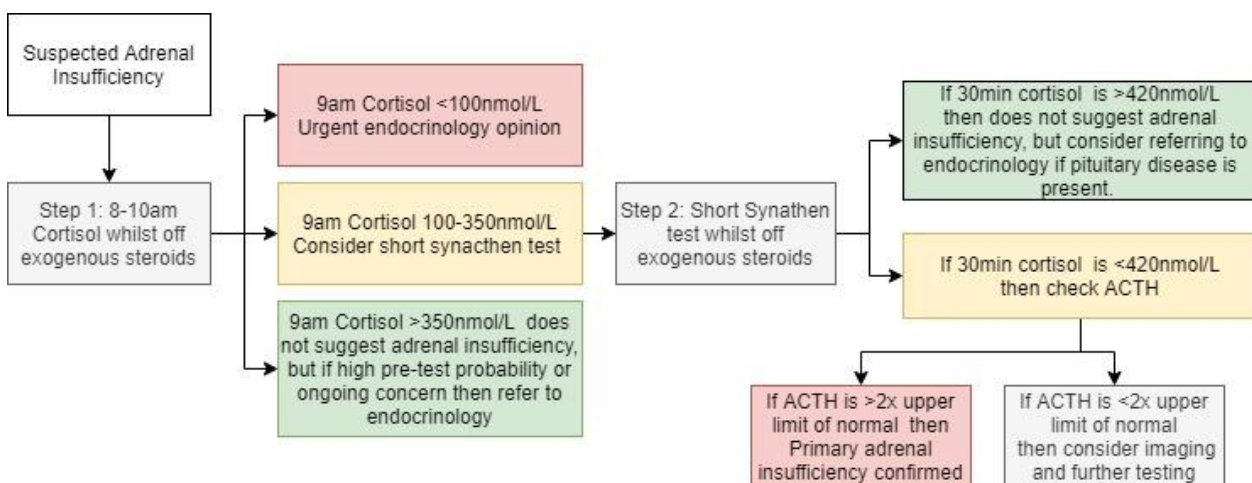 Suspected Adrenal
Insufficiency
Step 1: 8-10am
Cortisol whilst off
exogenous steroids
9am Cortisol <100nmol/L
Urgent endocrinology opinion
9am Cortisol 100-350nmol/L
Consider short synacthen test
9am Cortisol >350nmol/L does
not suggest adrenal insufficiency,
but if high pre-test probability or
ongoing concern then refer to
endocrinology
Step 2: Short Synathen
test whilst off
exogenous steroids
If 30min cortisol is >420nmol/L
then does not suggest adrenal
insufficiency, but consider referring to
endocrinology if pituitary disease is
present.
If 30min cortisol is <420nmol/L
then check ACTH
If ACTH is >2x upper
limit of normal then
Primary adrenal
insufficiency confirmed
If ACTH is <2x upper
limit of normal
then consider imaging
and further testing